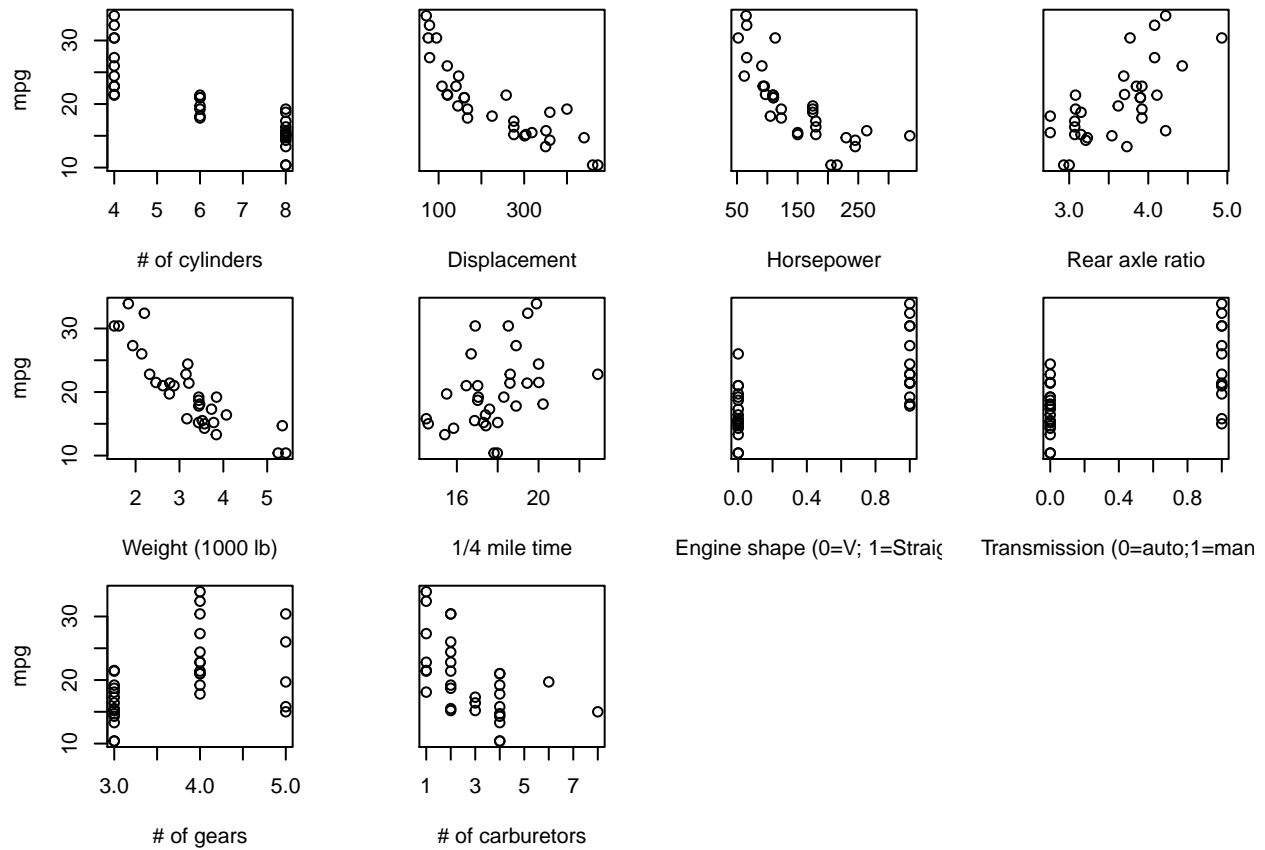 mpg
10 20 30
4 5 6 7 8
# of cylinders
100 300
Displacement
50 150 250
Horsepower
3.0 4.0 5.0
Rear axle ratio
mpg
10 20 30
2 3 4 5
Weight (1000 lb)
16 20
1/4 mile time
0.0 0.4 0.8
Engine shape (0=V; 1=Straig
0.0 0.4 0.8
Transmission (0=auto;1=man
mpg
10 20 30
3.0 4.0 5.0
# of gears
1 3 5 7
# of carburetors